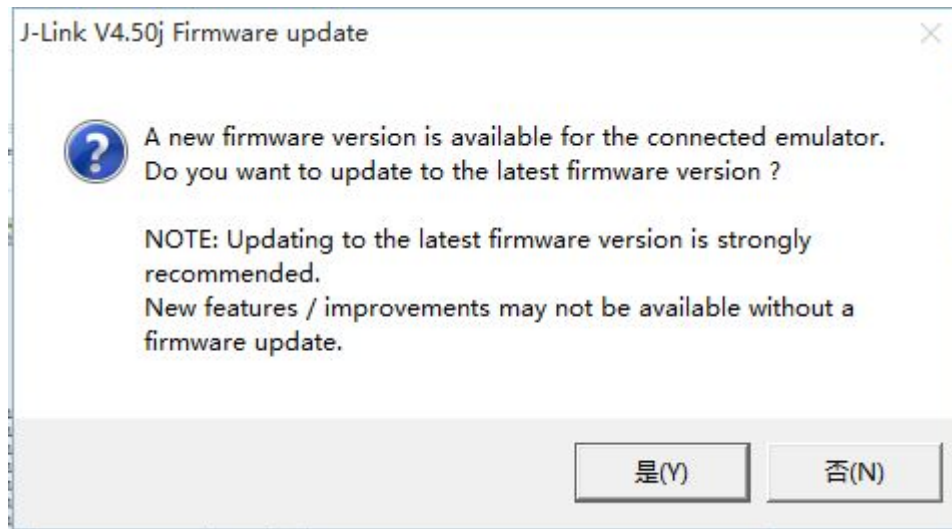 J-Link V4.50j Firmware update
A new firmware version is available for the connected emulator.
Do you want to update to the latest firmware version ?
NOTE: Updating to the latest firmware version is strongly
recommended.
New features / improvements may not be available without a
firmware update.
是(Y)
否(N)